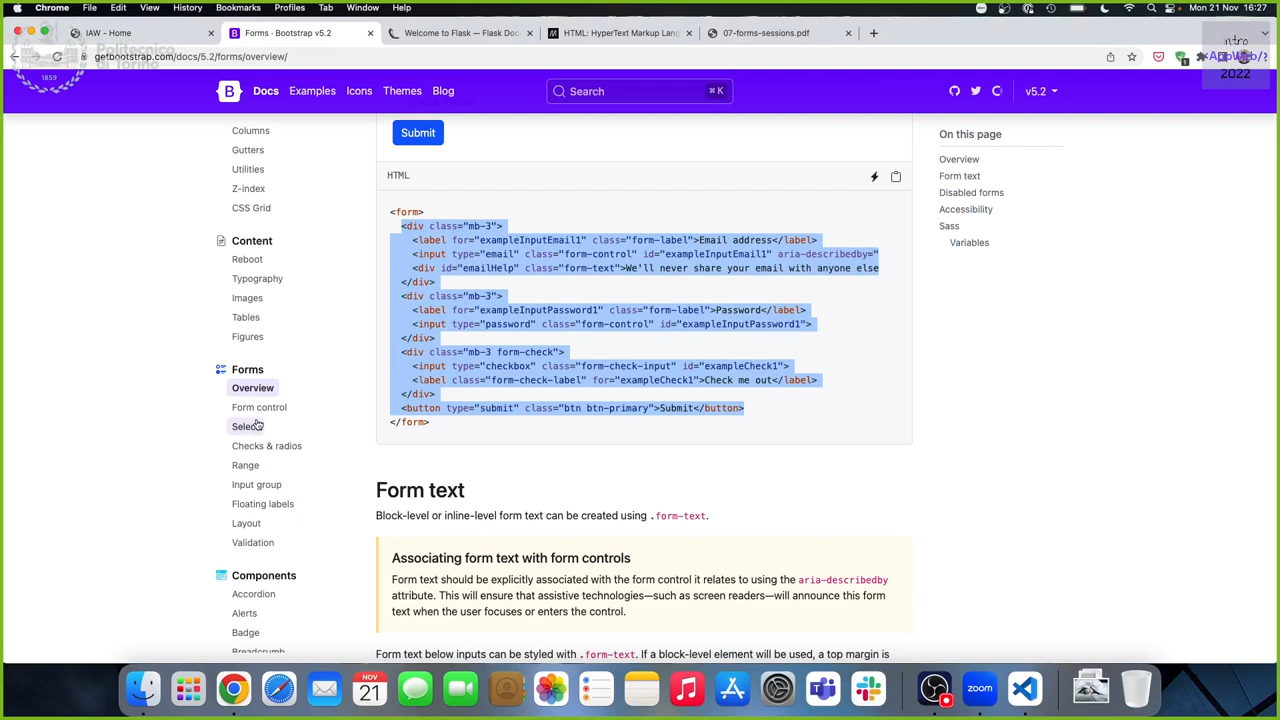 Chrome File Edit View History Bookmarks Profiles Tab Window Help Mon 21 Nov 16:27
IAW - Home
Forms · Bootstrap v5.2
Welcome to Flask — Flask Doc
HTML: HyperText Markup Lang
07-forms-sessions.pdf
getbootstrap.com/docs/5.2/forms/overview/
Politecnico
di Torino
1859
intro
<AppWeb/>
2022
Docs Examples Icons Themes Blog
Search ⌘ K
v5.2
Columns
Gutters
Utilities
Z-index
CSS Grid
Content
Reboot
Typography
Images
Tables
Figures
Forms
Overview
Form control
Select
Checks & radios
Range
Input group
Floating labels
Layout
Validation
Components
Accordion
Alerts
Badge
Breadcrumb
Submit
HTML
<form>
<div class="mb-3">
<label for="exampleInputEmail1" class="form-label">Email address</label>
<input type="email" class="form-control" id="exampleInputEmail1" aria-describedby="
<div id="emailHelp" class="form-text">We'll never share your email with anyone else
</div>
<div class="mb-3">
<label for="exampleInputPassword1" class="form-label">Password</label>
<input type="password" class="form-control" id="exampleInputPassword1">
</div>
<div class="mb-3 form-check">
<input type="checkbox" class="form-check-input" id="exampleCheck1">
<label class="form-check-label" for="exampleCheck1">Check me out</label>
</div>
<button type="submit" class="btn btn-primary">Submit</button>
</form>
Form text
Block-level or inline-level form text can be created using .form-text.
Associating form text with form controls
Form text should be explicitly associated with the form control it relates to using the aria-describedby
attribute. This will ensure that assistive technologies—such as screen readers—will announce this form
text when the user focuses or enters the control.
Form text below inputs can be styled with .form-text. If a block-level element will be used, a top margin is
On this page
Overview
Form text
Disabled forms
Accessibility
Sass
Variables
NOV
21
zoom